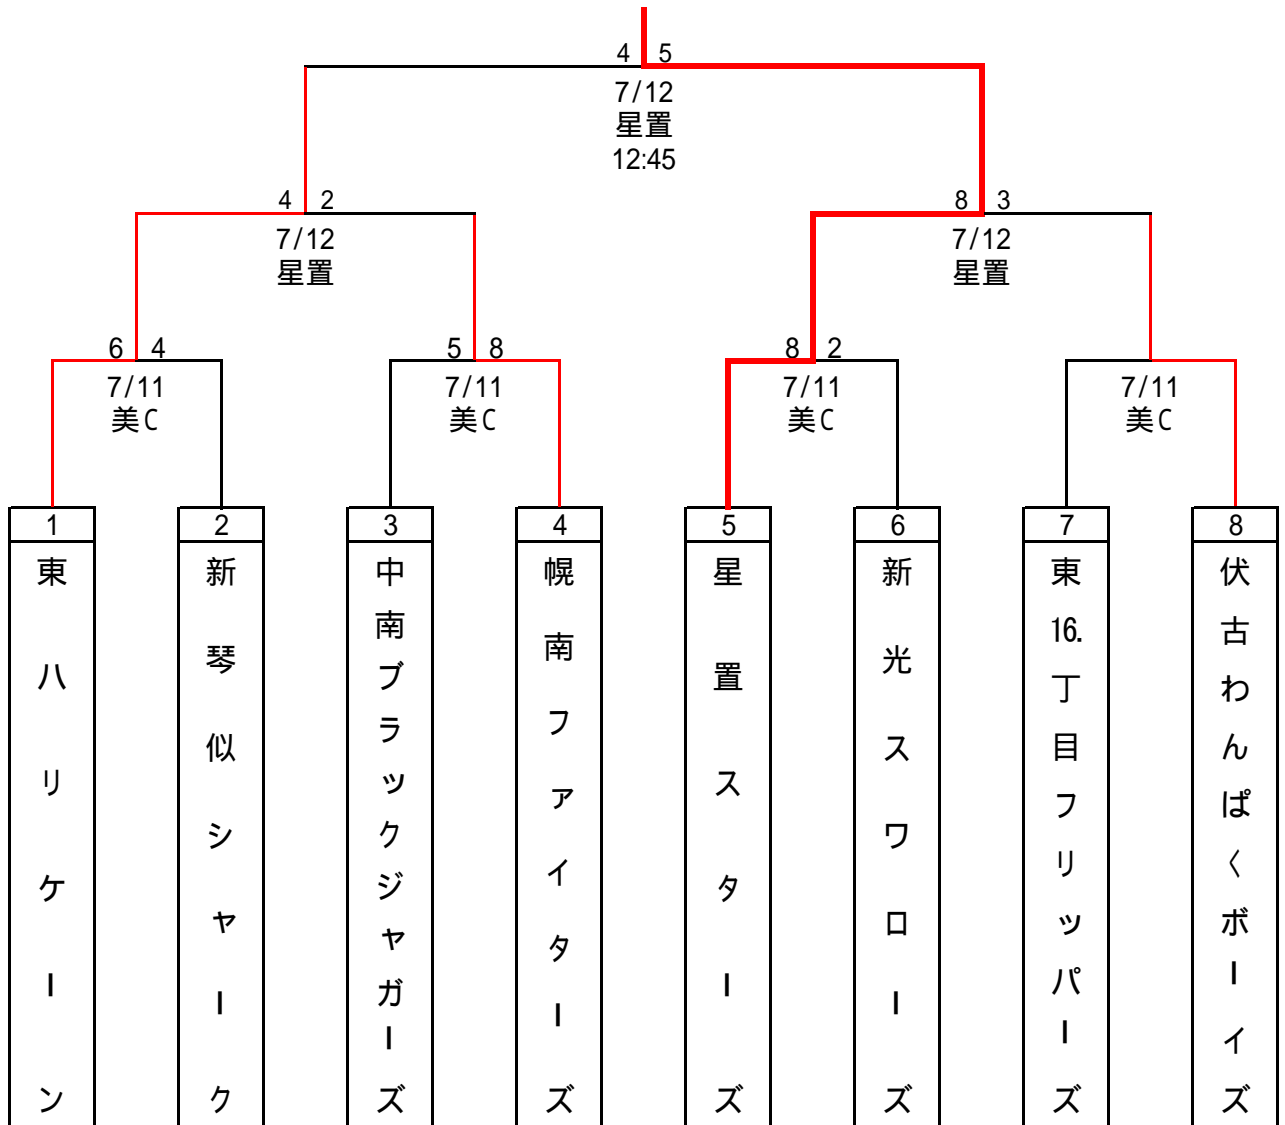 4 5
7/12
星置
12:45
4 2
7/12
星置
8 3
7/12
星置
6 4
7/11
美C
5 8
7/11
美C
8 2
7/11
美C
7/11
美C
1
東ハリケーン
2
新琴似シャーク
3
中南ブラックジャガーズ
4
幌南ファイターズ
5
星置スターズ
6
新光スワローズ
7
東16.丁目フリッパーズ
8
伏古わんぱくボーイズ